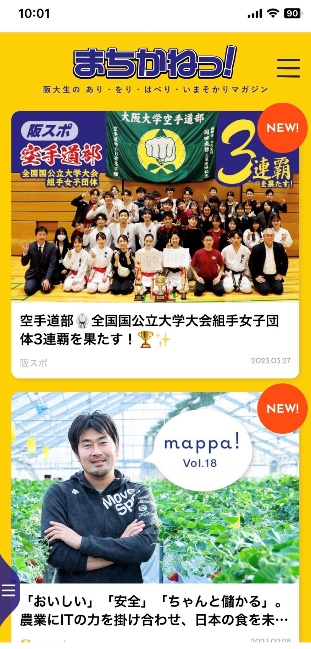 10:01
90
まちかねっ!
阪大生の あり・をり・はべり・いまそかりマガジン
NEW!
阪スポ
空手道部
全国国公立大学大会
組手女子団体
大阪大学空手道部
3連覇
を果たす!
空手道部🥋全国国公立大学大会組手女子団
体3連覇を果たす！🏆✨
阪スポ
2023.03.27
NEW!
mappa!
Vol.18
「おいしい」「安全」「ちゃんと儲かる」。
農業にITの力を掛け合わせ、日本の食を未…